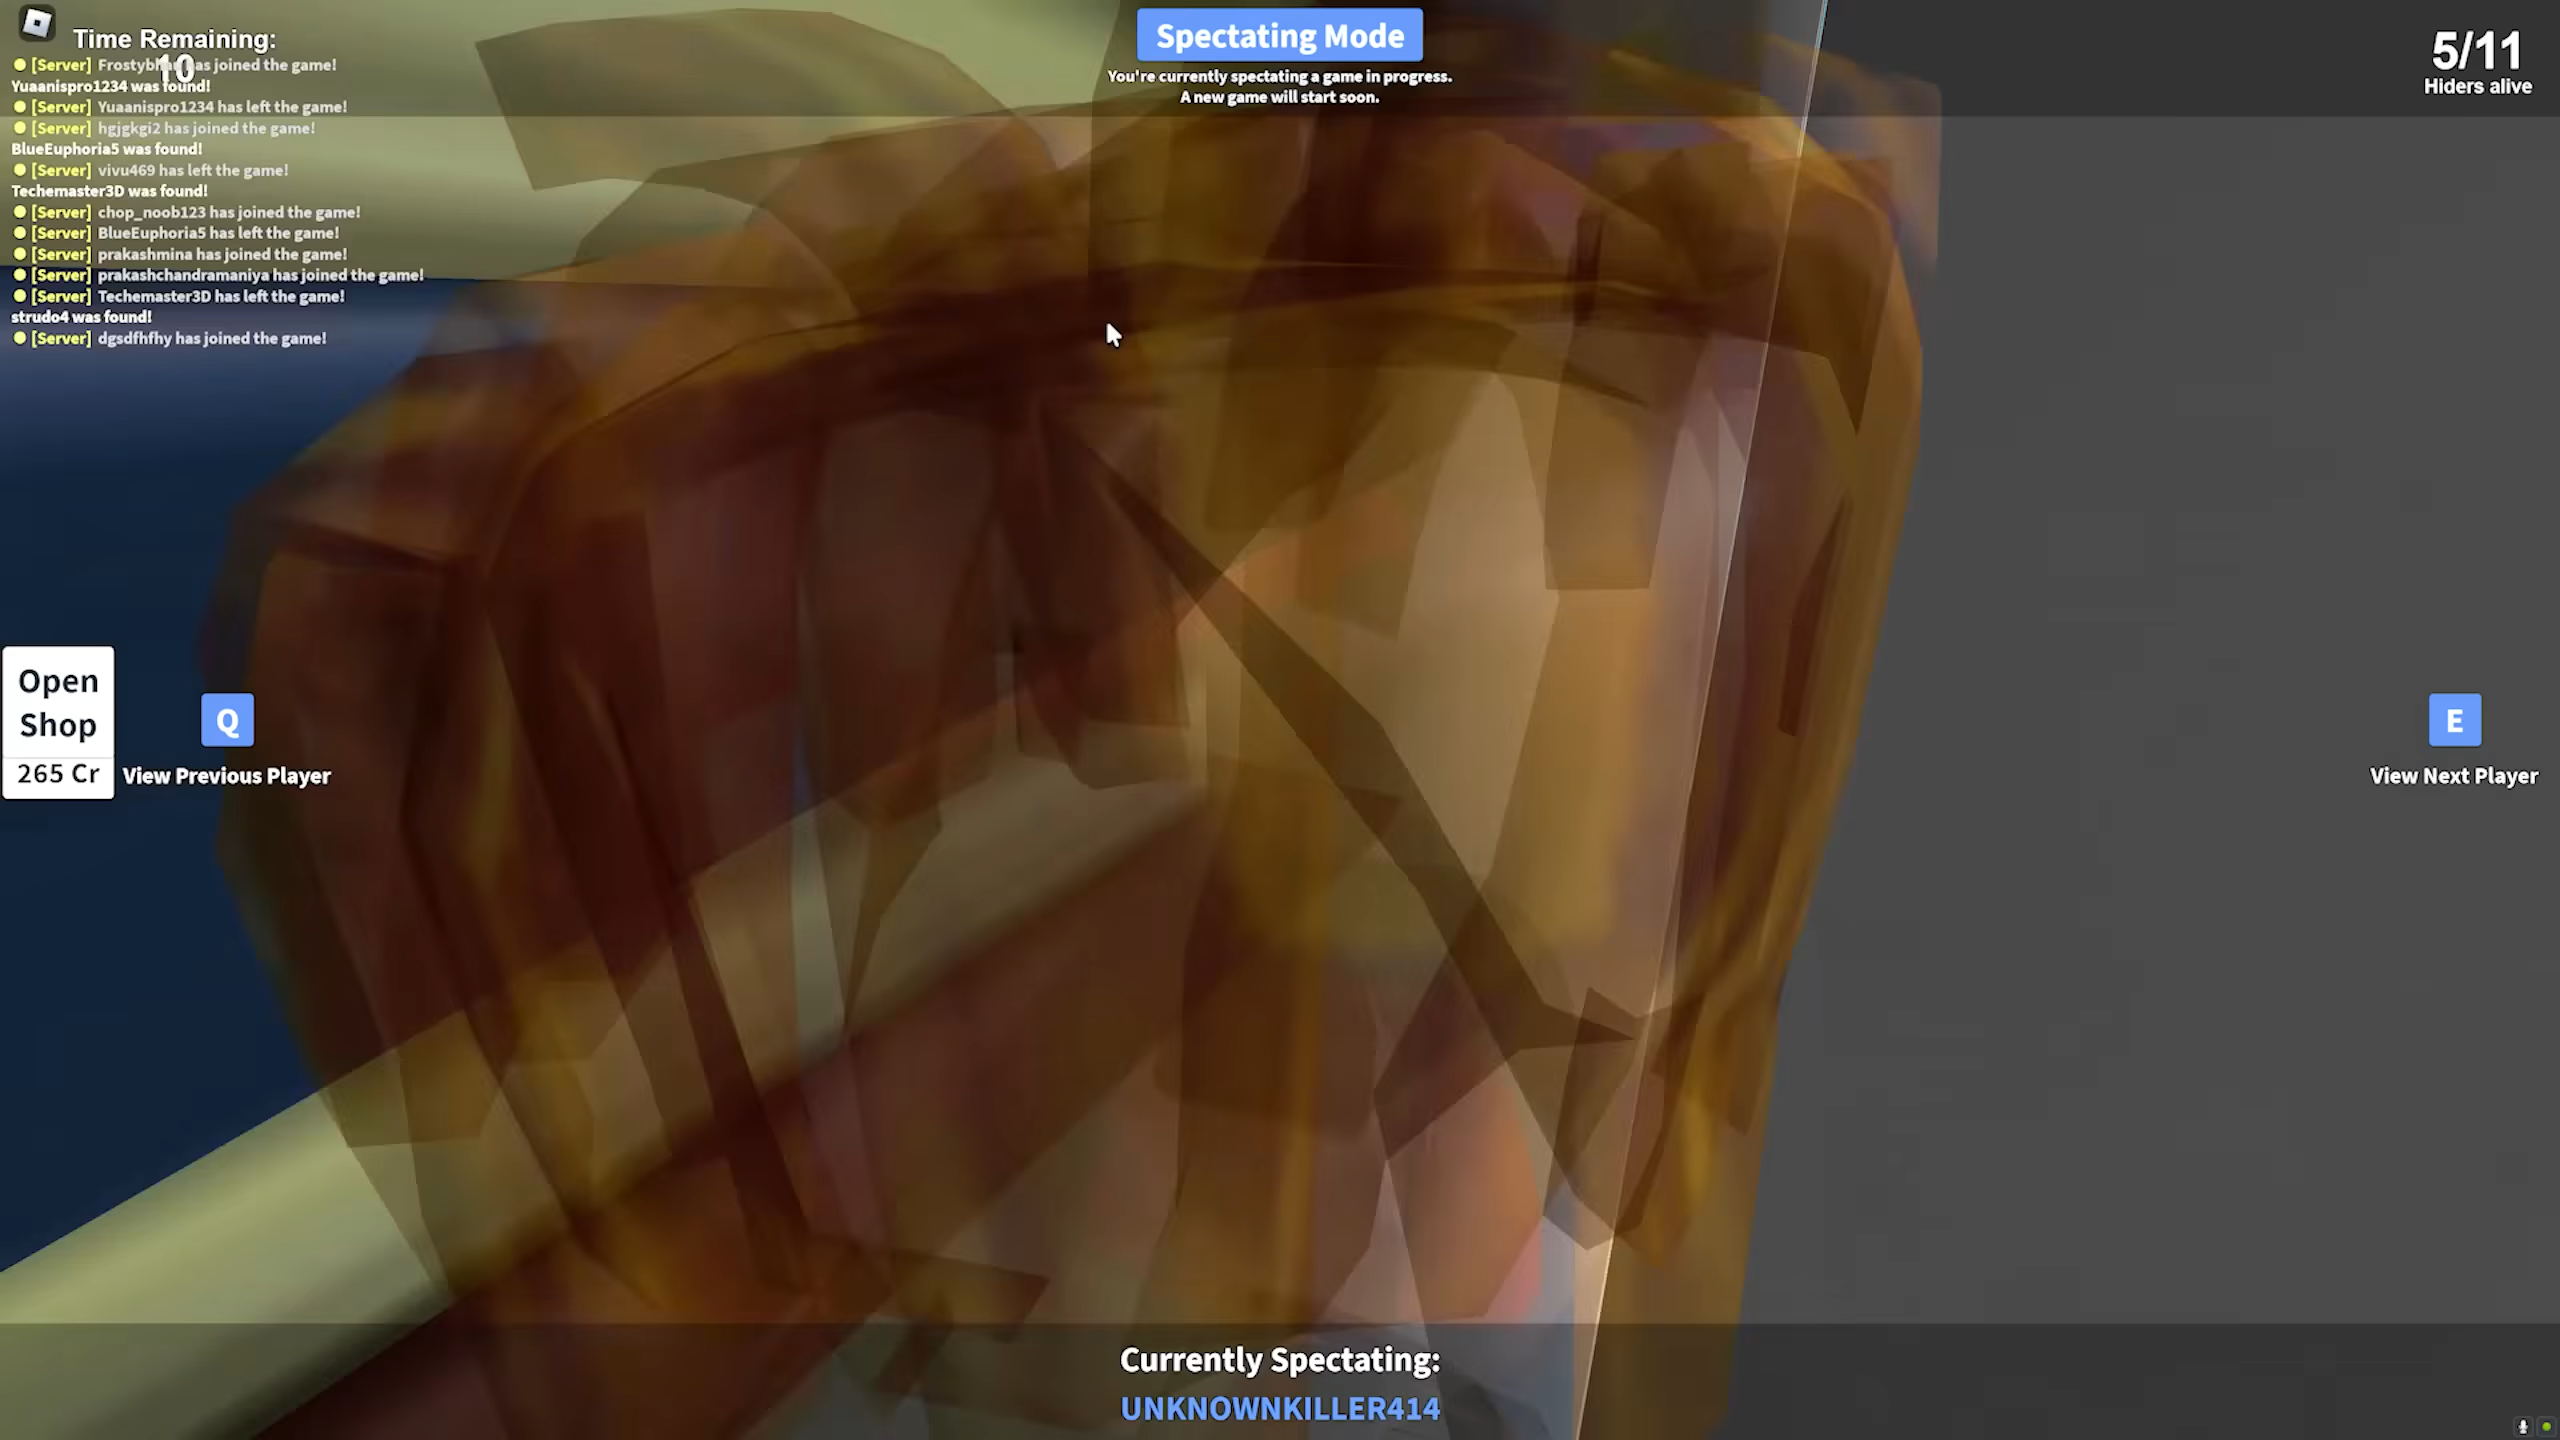 Time Remaining:
10
[Server] Frostybhau has joined the game!
Yuaanispro1234 was found!
[Server] Yuaanispro1234 has left the game!
[Server] hgjgkgi2 has joined the game!
BlueEuphoria5 was found!
[Server] vivu469 has left the game!
Techemaster3D was found!
[Server] chop_noob123 has joined the game!
[Server] BlueEuphoria5 has left the game!
[Server] prakashmina has joined the game!
[Server] prakashchandramaniya has joined the game!
[Server] Techemaster3D has left the game!
strudo4 was found!
[Server] dgsdfhfhy has joined the game!
Spectating Mode
You're currently spectating a game in progress.
A new game will start soon.
5/11
Hiders alive
Open
Shop
265 Cr
Q
View Previous Player
E
View Next Player
Currently Spectating:
UNKNOWNKILLER414